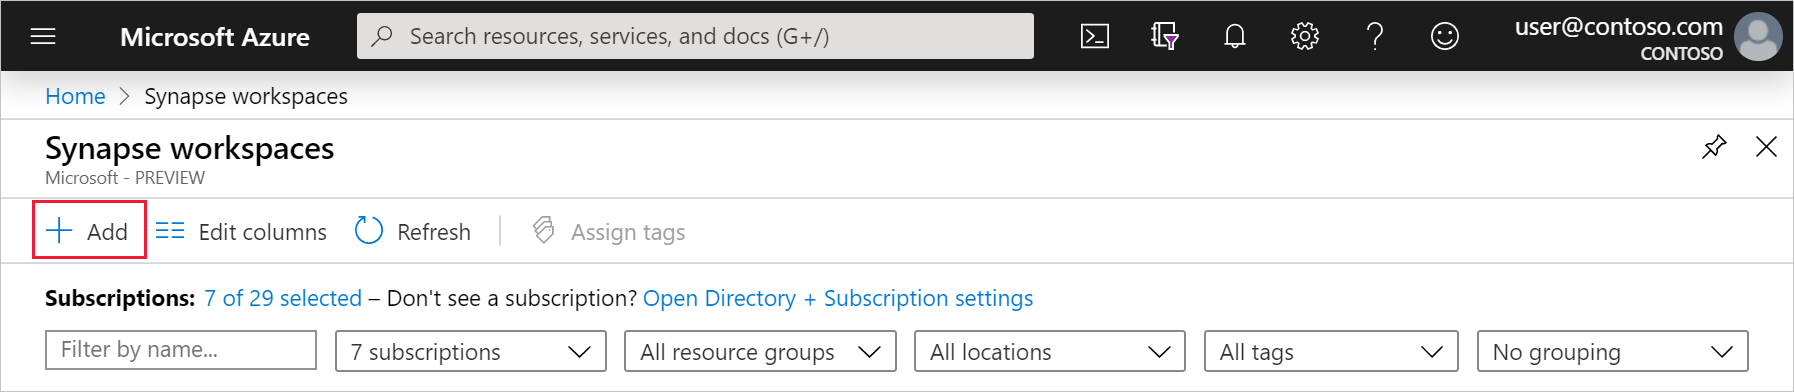 Microsoft Azure
Search resources, services, and docs (G+/)
user@contoso.com
CONTOSO
Home > Synapse workspaces
Synapse workspaces
Microsoft - PREVIEW
Add
Edit columns
Refresh
Assign tags
Subscriptions: 7 of 29 selected – Don't see a subscription? Open Directory + Subscription settings
Filter by name...
7 subscriptions
All resource groups
All locations
All tags
No grouping